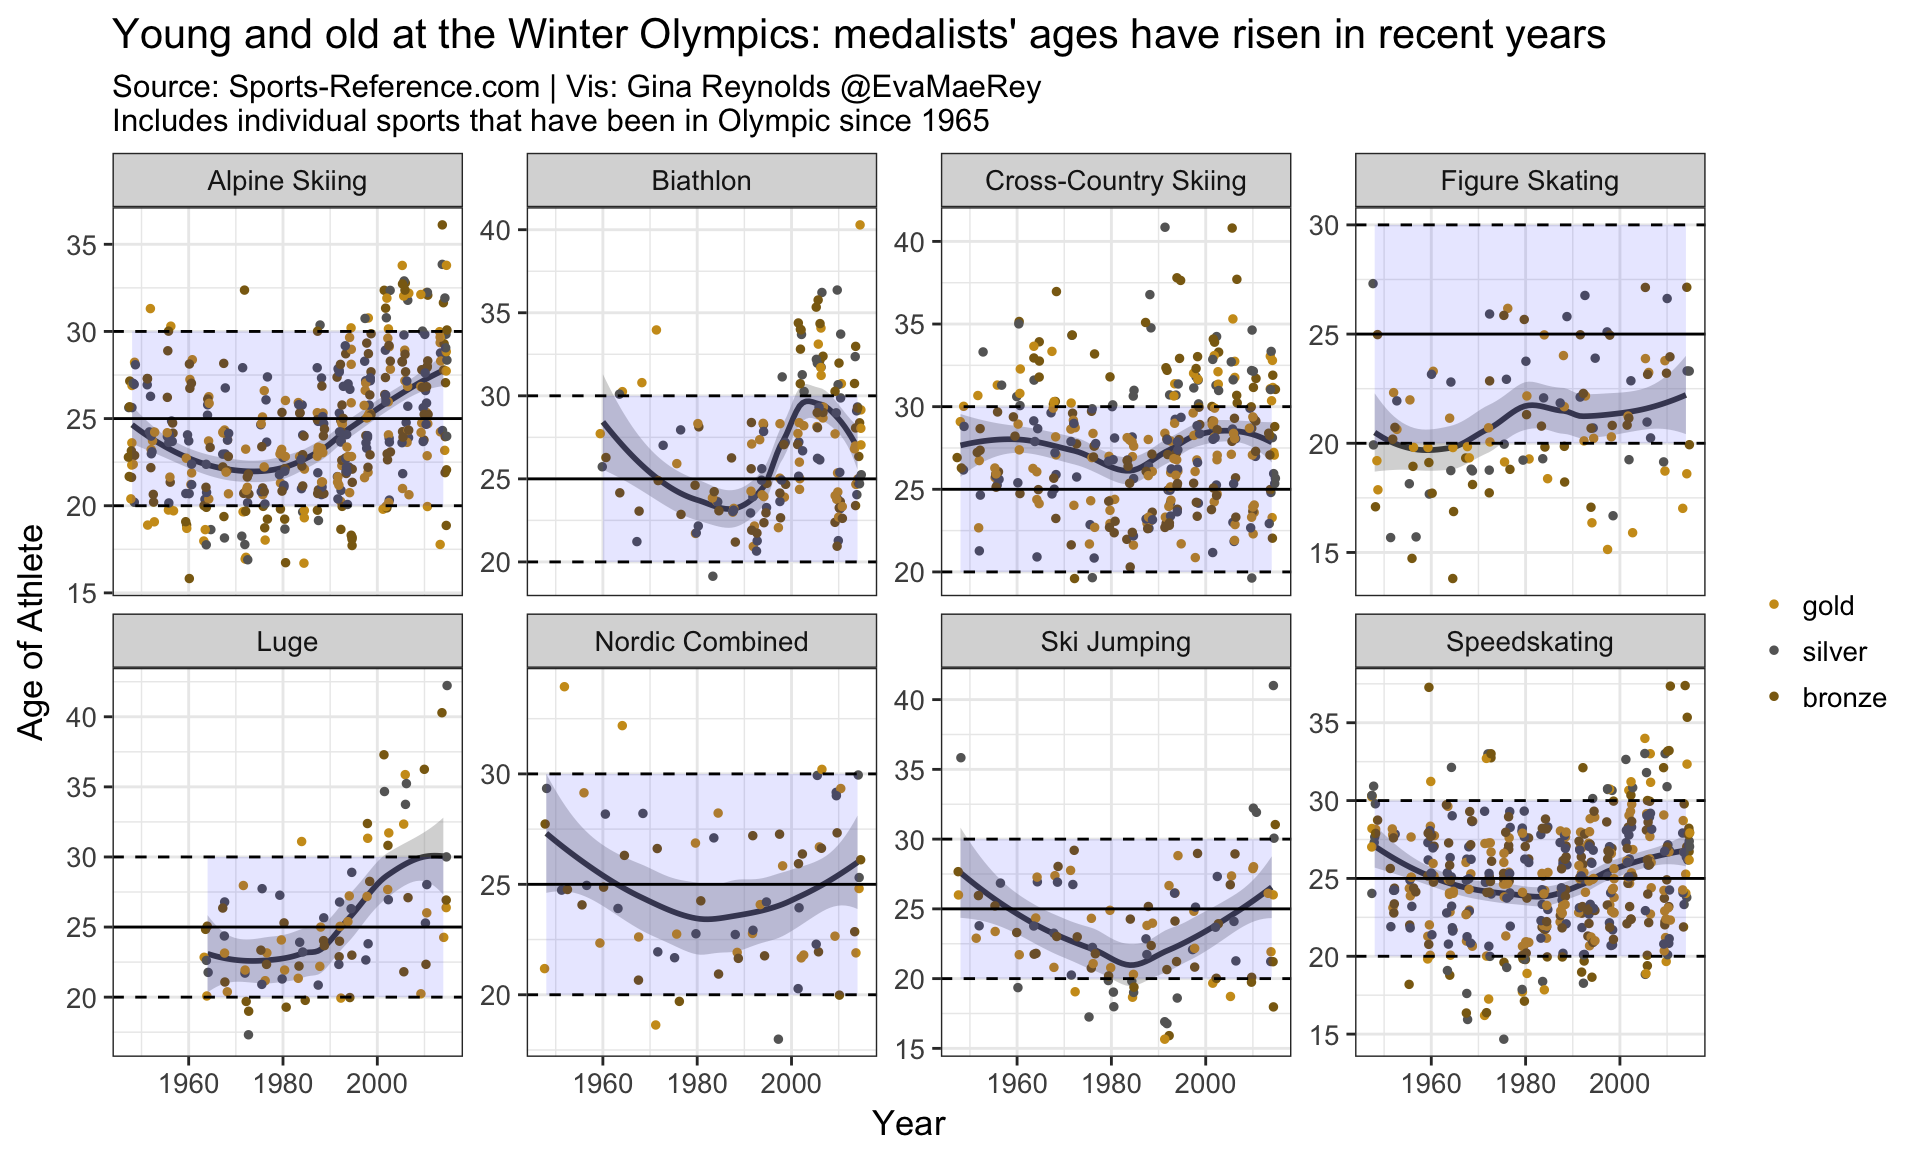 Young and old at the Winter Olympics: medalists' ages have risen in recent years
Source: Sports-Reference.com | Vis: Gina Reynolds @EvaMaeRey
Includes individual sports that have been in Olympic since 1965
Alpine Skiing
Biathlon
Cross-Country Skiing
Figure Skating
35
30
25
20
15
40
35
30
25
20
40
35
30
25
20
30
25
20
15
Age of Athlete
Luge
Nordic Combined
Ski Jumping
Speedskating
40
35
30
25
20
30
25
20
40
35
30
25
20
15
35
30
25
20
15
1960 1980 2000
1960 1980 2000
1960 1980 2000
1960 1980 2000
Year
gold
silver
bronze